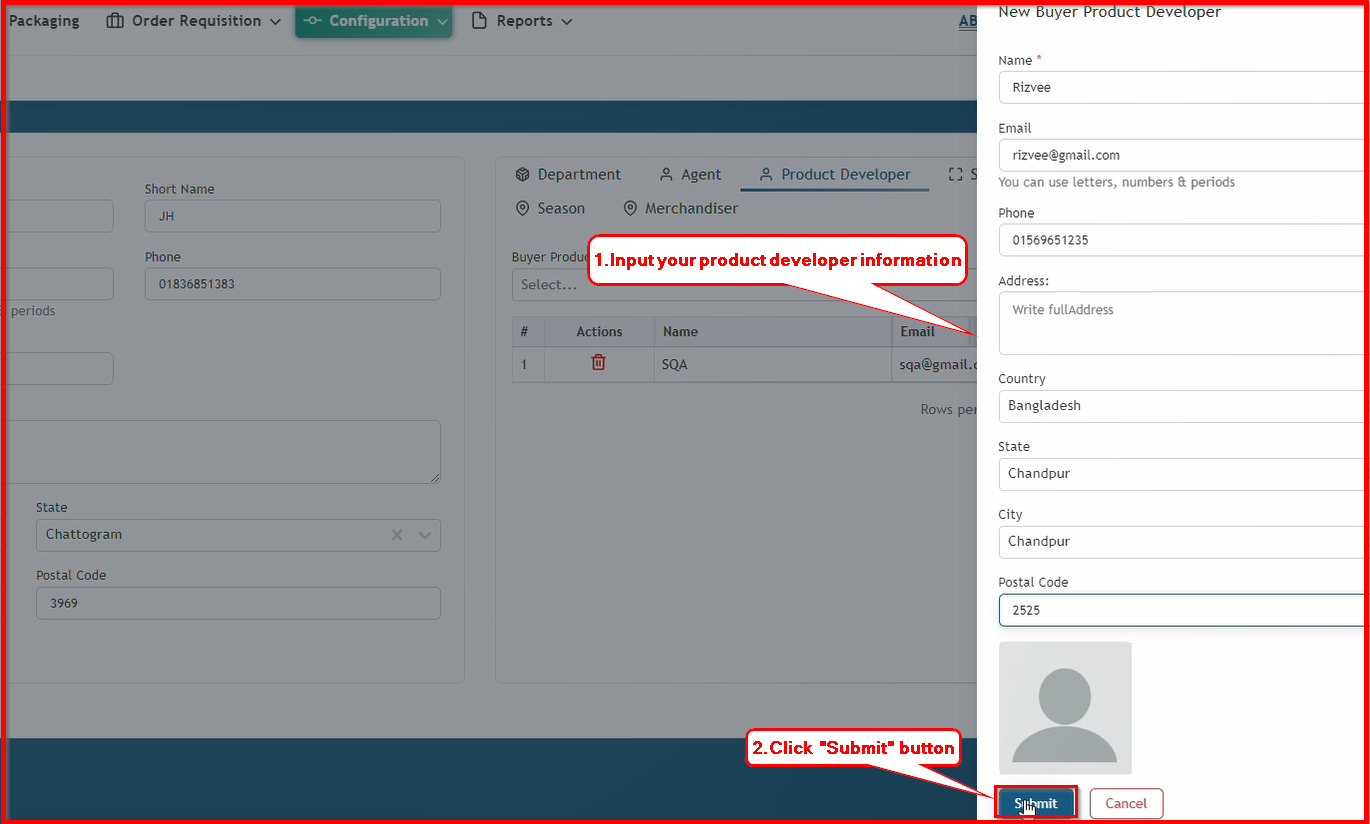 Packaging
Order Requisition
Configuration
Reports
AB
Short Name
JH
Phone
01836851383
periods
State
Chattogram
Postal Code
3969
Department
Agent
Product Developer
S
Season
Merchandiser
Buyer Produc
Select...
# Actions Name Email
1 SQA sqa@gmail.c
Rows per
1.Input your product developer information
2.Click "Submit" button
New Buyer Product Developer
Name *
Rizvee
Email
rizvee@gmail.com
You can use letters, numbers & periods
Phone
01569651235
Address:
Write fullAddress
Country
Bangladesh
State
Chandpur
City
Chandpur
Postal Code
2525
Submit
Cancel